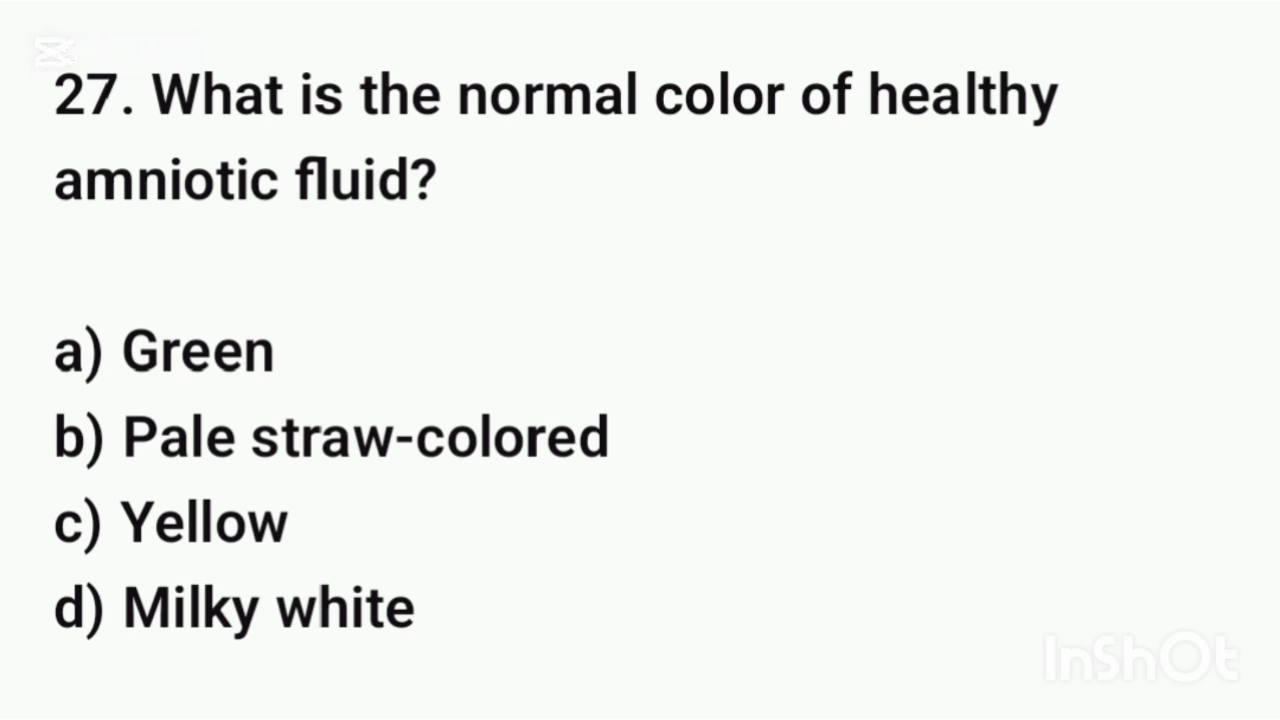 27. What is the normal color of healthy
amniotic fluid?
a) Green
b) Pale straw-colored
c) Yellow
d) Milky white
InShOt